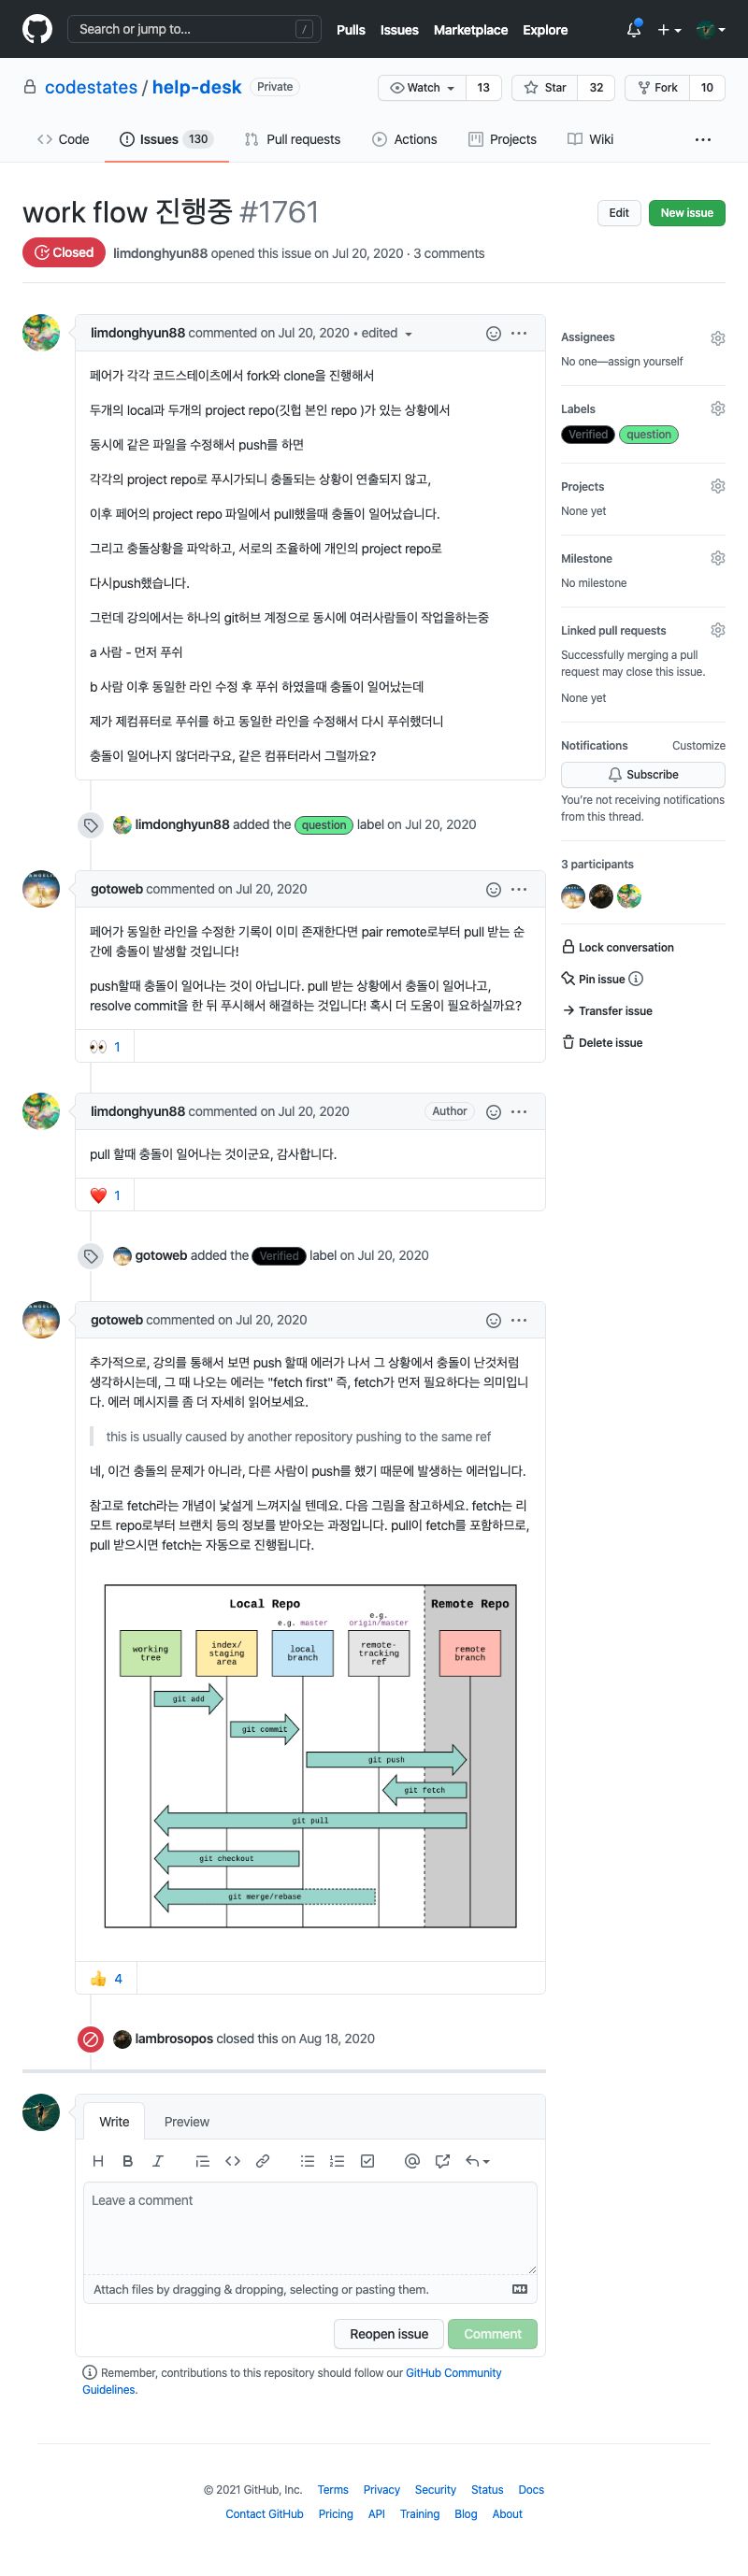 Search or jump to...
/
Pulls Issues Marketplace Explore
codestates / help-desk Private
Watch 13 Star 32 Fork 10
Code Issues 130 Pull requests Actions Projects Wiki
work flow 진행중 #1761
Edit New issue
Closed limdonghyun88 opened this issue on Jul 20, 2020 · 3 comments
limdonghyun88 commented on Jul 20, 2020 • edited
페어가 각각 코드스테이츠에서 fork와 clone을 진행해서
두개의 local과 두개의 project repo(깃헙 본인 repo )가 있는 상황에서
동시에 같은 파일을 수정해서 push를 하면
각각의 project repo로 푸시가되니 충돌되는 상황이 연출되지 않고,
이후 페어의 project repo 파일에서 pull했을때 충돌이 일어났습니다.
그리고 충돌상황을 파악하고, 서로의 조율하에 개인의 project repo로
다시push했습니다.
그런데 강의에서는 하나의 git허브 계정으로 동시에 여러사람들이 작업을하는중
a 사람 - 먼저 푸쉬
b 사람 이후 동일한 라인 수정 후 푸쉬 하였을때 충돌이 일어났는데
제가 제컴퓨터로 푸쉬를 하고 동일한 라인을 수정해서 다시 푸쉬했더니
충돌이 일어나지 않더라구요, 같은 컴퓨터라서 그럴까요?
Assignees
No one—assign yourself
Labels
Verified question
Projects
None yet
Milestone
No milestone
Linked pull requests
Successfully merging a pull
request may close this issue.
None yet
Notifications Customize
Subscribe
You're not receiving notifications
from this thread.
3 participants
Lock conversation
Pin issue
Transfer issue
Delete issue
limdonghyun88 added the question label on Jul 20, 2020
gotoweb commented on Jul 20, 2020
페어가 동일한 라인을 수정한 기록이 이미 존재한다면 pair remote로부터 pull 받는 순
간에 충돌이 발생할 것입니다!
push할때 충돌이 일어나는 것이 아닙니다. pull 받는 상황에서 충돌이 일어나고,
resolve commit을 한 뒤 푸시해서 해결하는 것입니다! 혹시 더 도움이 필요하실까요?
1
limdonghyun88 commented on Jul 20, 2020 Author
pull 할때 충돌이 일어나는 것이군요, 감사합니다.
1
gotoweb added the Verified label on Jul 20, 2020
gotoweb commented on Jul 20, 2020
추가적으로, 강의를 통해서 보면 push 할때 에러가 나서 그 상황에서 충돌이 난것처럼
생각하시는데, 그 때 나오는 에러는 "fetch first" 즉, fetch가 먼저 필요하다는 의미입니
다. 에러 메시지를 좀 더 자세히 읽어보세요.
this is usually caused by another repository pushing to the same ref
네, 이건 충돌의 문제가 아니라, 다른 사람이 push를 했기 때문에 발생하는 에러입니다.
참고로 fetch라는 개념이 낯설게 느껴지실 텐데요. 다음 그림을 참고하세요. fetch는 리
모트 repo로부터 브랜치 등의 정보를 받아오는 과정입니다. pull이 fetch를 포함하므로,
pull 받으시면 fetch는 자동으로 진행됩니다.
Local Repo Remote Repo
e.g. master
e.g.
origin/master
working
tree
index/
staging
area
local
branch
remote-
tracking
ref
remote
branch
git add
git commit
git push
git fetch
git pull
git checkout
git merge/rebase
4
lambrosopos closed this on Aug 18, 2020
Write Preview
Leave a comment
Attach files by dragging & dropping, selecting or pasting them.
Reopen issue Comment
Remember, contributions to this repository should follow our GitHub Community
Guidelines.
© 2021 GitHub, Inc. Terms Privacy Security Status Docs
Contact GitHub Pricing API Training Blog About